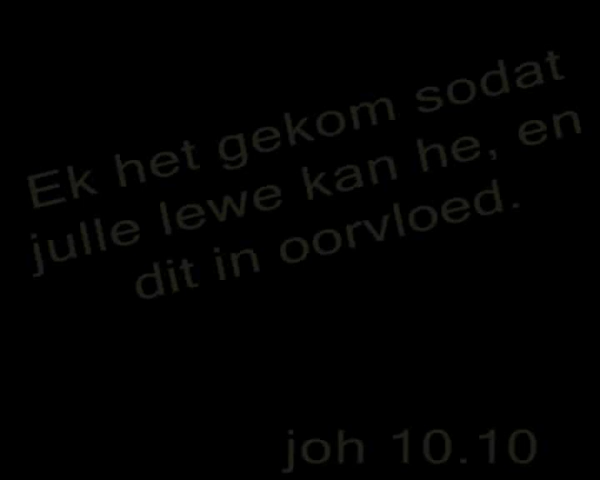 Ek het gekom sodat
julle lewe kan he, en
dit in oorvloed.
joh 10.10